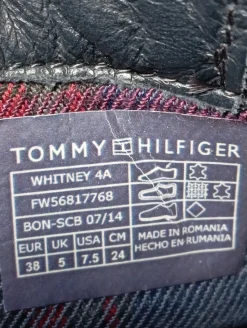 TOMMY HILFIGER
WHITNEY 4A
FW56817768
BON-SCB 07/14
EUR UK USA CM
38 5 7.5 24
MADE IN ROMANIA
HECHO EN RUMANIA